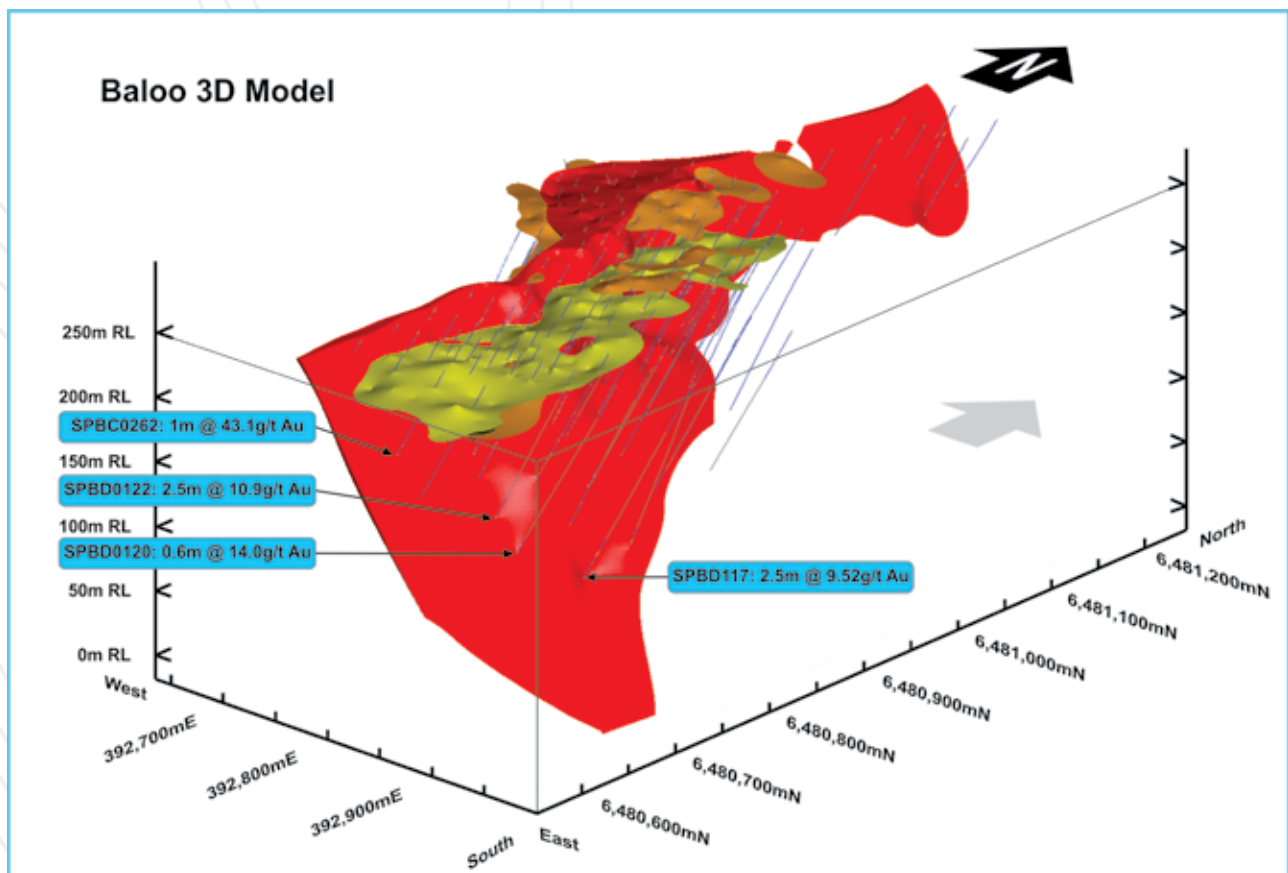 Baloo 3D Model
N
250m RL
200m RL
SPBC0262: 1m @ 43.1g/t Au
150m RL
SPBD0122: 2.5m @ 10.9g/t Au
100m RL
SPBD0120: 0.6m @ 14.0g/t Au
SPBD117: 2.5m @ 9.52g/t Au
50m RL
0m RL
West
392,700mE
392,800mE
392,900mE
South
East
6,480,600mN
6,480,700mN
6,480,800mN
6,480,900mN
6,481,000mN
6,481,100mN
6,481,200mN
North